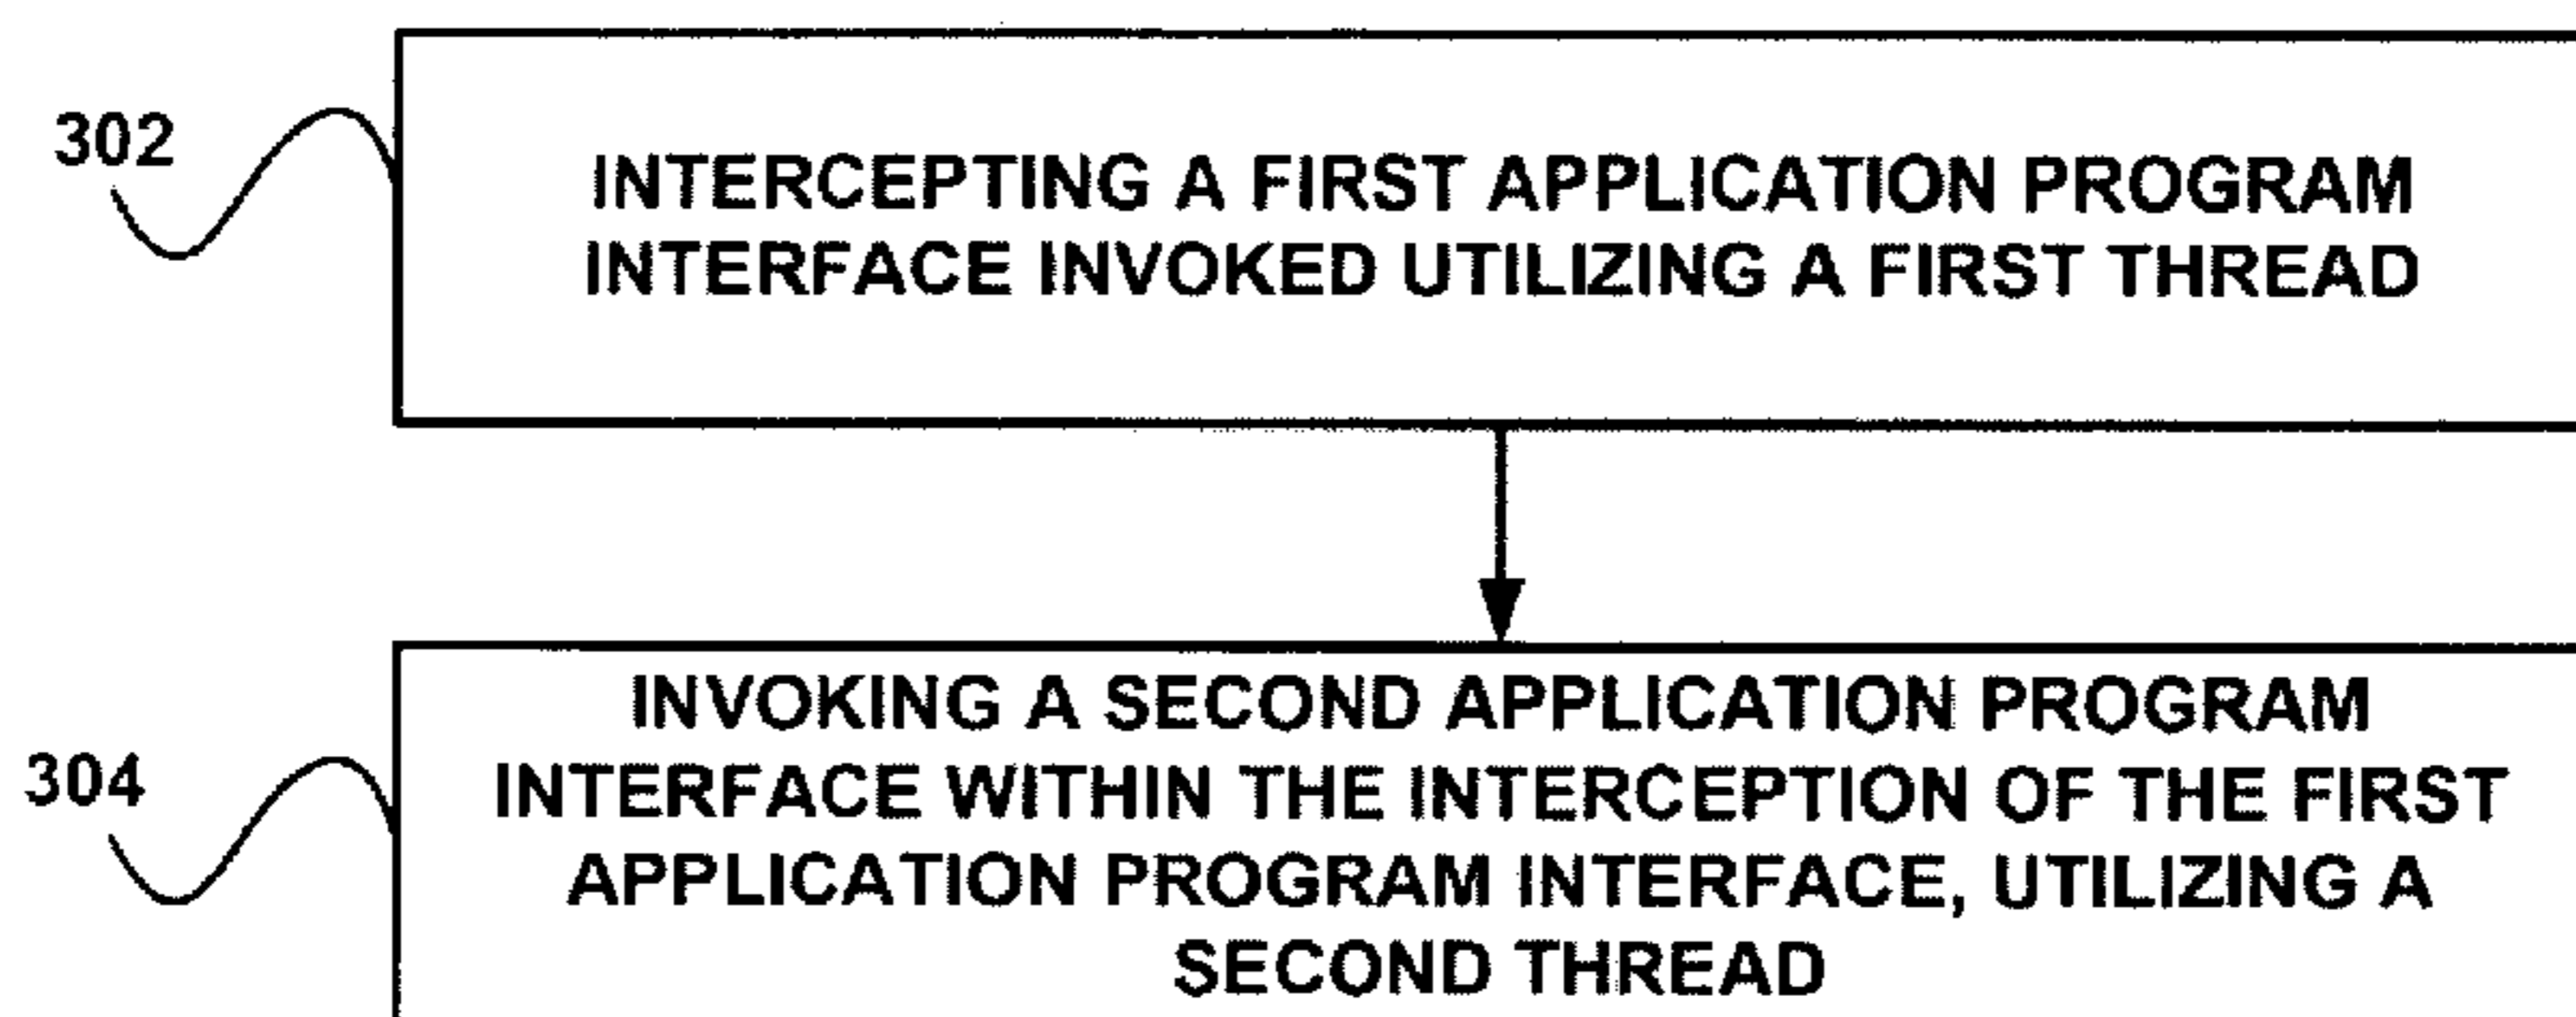 302
INTERCEPTING A FIRST APPLICATION PROGRAM
INTERFACE INVOKED UTILIZING A FIRST THREAD
304
INVOKING A SECOND APPLICATION PROGRAM
INTERFACE WITHIN THE INTERCEPTION OF THE FIRST
APPLICATION PROGRAM INTERFACE, UTILIZING A
SECOND THREAD